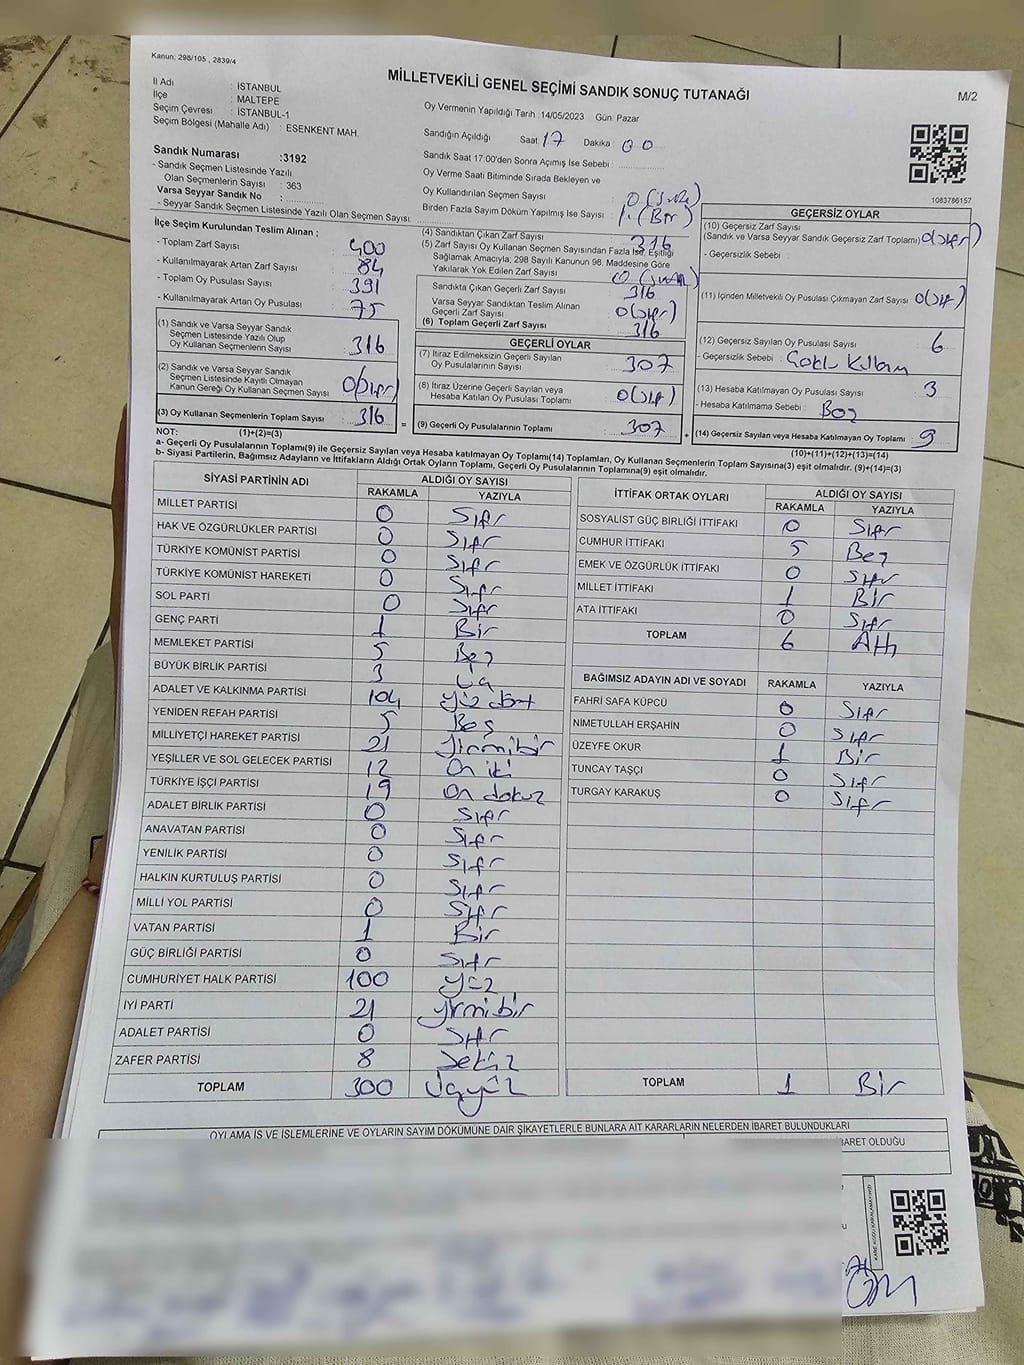 Kanun: 298/105 , 2839/4
MİLLETVEKİLİ GENEL SEÇİMİ SANDIK SONUÇ TUTANAĞI
M/2
İl Adı : İSTANBUL
İlçe : MALTEPE
Seçim Çevresi : İSTANBUL-1
Seçim Bölgesi (Mahalle Adı) : ESENKENT MAH.
Sandık Numarası :3192
- Sandık Seçmen Listesinde Yazılı
Olan Seçmenlerin Sayısı : 363
Varsa Seyyar Sandık No :
- Seyyar Sandık Seçmen Listesinde Yazılı Olan Seçmen Sayısı:
Oy Vermenin Yapıldığı Tarih : 14/05/2023 Gün: Pazar
Sandığın Açıldığı Saat 17 Dakika 00
Sandık Saat 17.00'den Sonra Açımış İse Sebebi :
Oy Verme Saati Bitiminde Sırada Bekleyen ve
Oy Kullandırılan Seçmen Sayısı : 0 (sıfır)
Birden Fazla Sayım Döküm Yapılmış İse Sayısı : 1. (Bir)
1083786157
İlçe Seçim Kurulundan Teslim Alınan ;
- Toplam Zarf Sayısı : 400
- Kullanılmayarak Artan Zarf Sayısı : 84
- Toplam Oy Pusulası Sayısı : 391
- Kullanılmayarak Artan Oy Pusulası : 75
(1) Sandık ve Varsa Seyyar Sandık
Seçmen Listesinde Yazılı Olup
Oy Kullanan Seçmenlerin Sayısı : 316
(2) Sandık ve Varsa Seyyar Sandık
Seçmen Listesinde Kayıtlı Olmayan
Kanun Gereği Oy Kullanan Seçmen Sayısı : 0(sıfır)
(3) Oy Kullanan Seçmenlerin Toplam Sayısı : 316
(4) Sandıktan Çıkan Zarf Sayısı : 316
(5) Zarf Sayısı Oy Kullanan Seçmen Sayısından Fazla İse, Eşitliği
Sağlamak Amacıyla; 298 Sayılı Kanunun 98. Maddesine Göre
Yakılarak Yok Edilen Zarf Sayısı : 0 (sıfır)
Sandıkta Çıkan Geçerli Zarf Sayısı : 316
Varsa Seyyar Sandıktan Teslim Alınan
Geçerli Zarf Sayısı : 0(sıfır)
(6) Toplam Geçerli Zarf Sayısı : 316
GEÇERLİ OYLAR
(7) İtiraz Edilmeksizin Geçerli Sayılan
Oy Pusulalarının Sayısı : 307
(8) İtiraz Üzerine Geçerli Sayılan veya
Hesaba Katılan Oy Pusulası Toplamı : 0(sıfır)
= (9) Geçerli Oy Pusulalarının Toplamı : 307
GEÇERSİZ OYLAR
(10) Geçersiz Zarf Sayısı
(Sandık ve Varsa Seyyar Sandık Geçersiz Zarf Toplamı) : 0(sıfır)
- Geçersizlik Sebebi :
(11) İçinden Milletvekili Oy Pusulası Çıkmayan Zarf Sayısı : 0(sıfır)
(12) Geçersiz Sayılan Oy Pusulası Sayısı : 6
- Geçersizlik Sebebi :
(13) Hesaba Katılmayan Oy Pusulası Sayısı : 3
- Hesaba Katılmama Sebebi : Boş
+ (14) Geçersiz Sayılan veya Hesaba Katılmayan Oy Toplamı : 9
NOT: (1)+(2)=(3)
(10)+(11)+(12)+(13)=(14)
a- Geçerli Oy Pusulalarının Toplamı(9) ile Geçersiz Sayılan veya Hesaba katılmayan Oy Toplamı(14) Toplamları, Oy Kullanan Seçmenlerin Toplam Sayısına(3) eşit olmalıdır. (9)+(14)=(3)
b- Siyasi Partilerin, Bağımsız Adayların ve İttifakların Aldığı Ortak Oyların Toplamı, Geçerli Oy Pusulalarının Toplamına(9) eşit olmalıdır.
SİYASİ PARTİNİN ADI ALDIĞI OY SAYISI
RAKAMLA YAZIYLA
MİLLET PARTİSİ 0 Sıfır
HAK VE ÖZGÜRLÜKLER PARTİSİ 0 Sıfır
TÜRKİYE KOMÜNİST PARTİSİ 0 Sıfır
TÜRKİYE KOMÜNİST HAREKETİ 0 Sıfır
SOL PARTİ 0 Sıfır
GENÇ PARTİ 1 Bir
MEMLEKET PARTİSİ 5 Beş
BÜYÜK BİRLİK PARTİSİ 3 Üç
ADALET VE KALKINMA PARTİSİ 104 yüz dört
YENİDEN REFAH PARTİSİ 5 Beş
MİLLİYETÇİ HAREKET PARTİSİ 21 yirmibir
YEŞİLLER VE SOL GELECEK PARTİSİ 12 On iki
TÜRKİYE İŞÇİ PARTİSİ 19 On dokuz
ADALET BİRLİK PARTİSİ 0 Sıfır
ANAVATAN PARTİSİ 0 Sıfır
YENİLİK PARTİSİ 0 Sıfır
HALKIN KURTULUŞ PARTİSİ 0 Sıfır
MİLLİ YOL PARTİSİ 0 Sıfır
VATAN PARTİSİ 1 Bir
GÜÇ BİRLİĞİ PARTİSİ 0 Sıfır
CUMHURİYET HALK PARTİSİ 100 yüz
İYİ PARTİ 21 yirmibir
ADALET PARTİSİ 0 Sıfır
ZAFER PARTİSİ 8 Sekiz
TOPLAM 300 Üçyüz
İTTİFAK ORTAK OYLARI ALDIĞI OY SAYISI
RAKAMLA YAZIYLA
SOSYALIST GÜÇ BİRLİĞİ İTTİFAKI 0 Sıfır
CUMHUR İTTİFAKI 5 Beş
EMEK VE ÖZGÜRLÜK İTTİFAKI 0 Sıfır
MİLLET İTTİFAKI 1 Bir
ATA İTTİFAKI 0 Sıfır
TOPLAM 6 Altı
BAĞIMSIZ ADAYIN ADI VE SOYADI RAKAMLA YAZIYLA
FAHRİ SAFA KÜPCÜ 0 Sıfır
NİMETULLAH ERŞAHİN 0 Sıfır
ÜZEYFE OKUR 1 Bir
TUNCAY TAŞÇI 0 Sıfır
TURGAY KARAKUŞ 0 Sıfır
TOPLAM 1 Bir
OYLAMA İŞ VE İŞLEMLERİNE VE OYLARIN SAYIM DÖKÜMÜNE DAİR ŞİKAYETLERLE BUNLARA AİT KARARLARIN NELERDEN İBARET BULUNDUKLARI
İBARET OLDUĞU